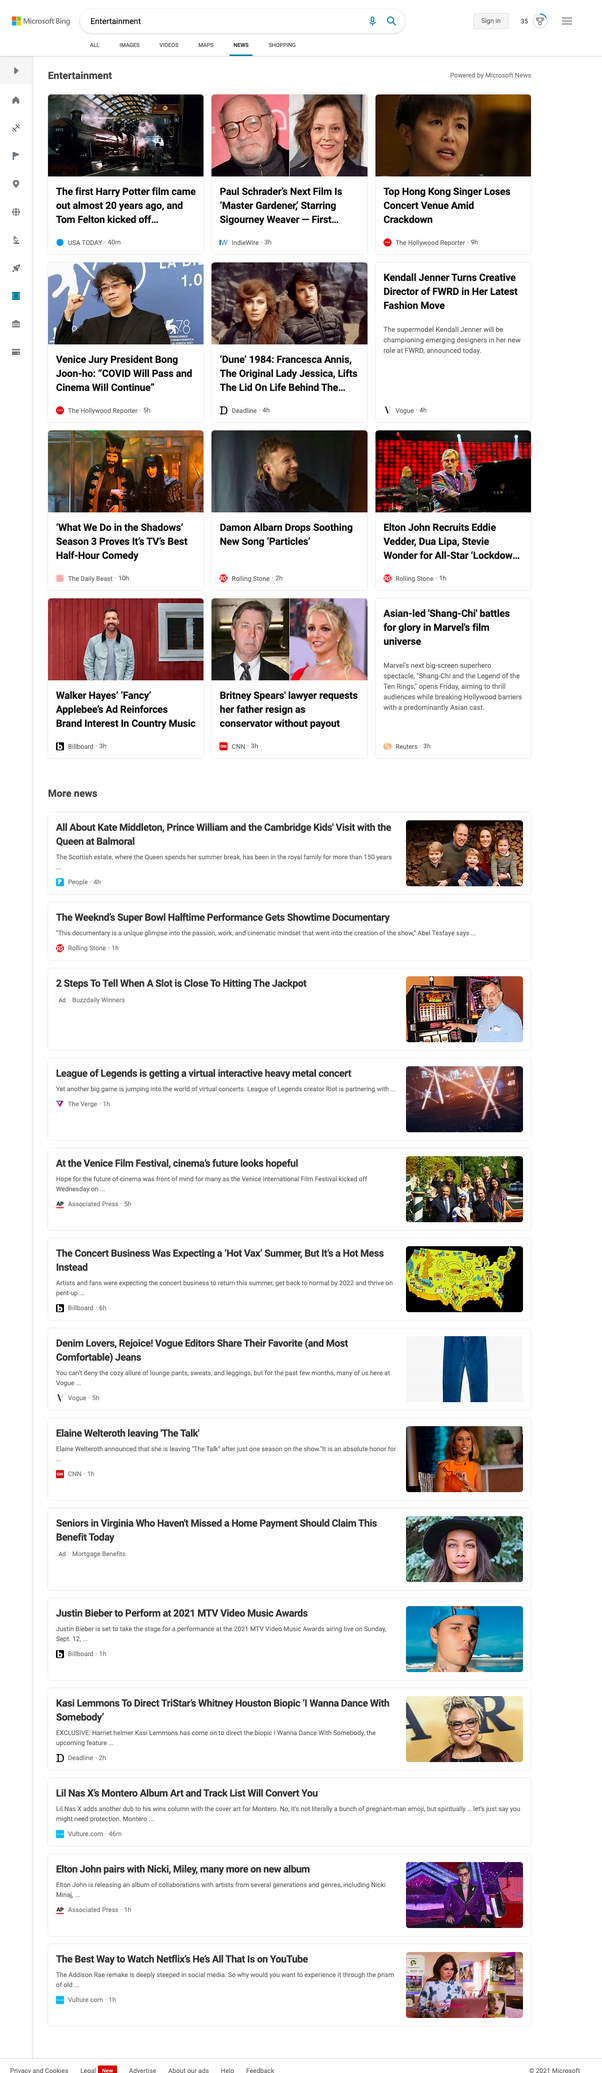 Microsoft Bing
Entertainment
Sign in
35
ALL IMAGES VIDEOS MAPS NEWS SHOPPING
Entertainment
Powered by Microsoft News
The first Harry Potter film came
out almost 20 years ago, and
Tom Felton kicked off...
USA TODAY · 40m
Paul Schrader's Next Film Is
'Master Gardener,' Starring
Sigourney Weaver — First...
IndieWire · 3h
Top Hong Kong Singer Loses
Concert Venue Amid
Crackdown
The Hollywood Reporter · 9h
Venice Jury President Bong
Joon-ho: "COVID Will Pass and
Cinema Will Continue"
The Hollywood Reporter · 5h
'Dune' 1984: Francesca Annis,
The Original Lady Jessica, Lifts
The Lid On Life Behind The...
Deadline · 4h
Kendall Jenner Turns Creative
Director of FWRD in Her Latest
Fashion Move
The supermodel Kendall Jenner will be
championing emerging designers in her new
role at FWRD, announced today.
Vogue · 4h
'What We Do in the Shadows'
Season 3 Proves It's TV's Best
Half-Hour Comedy
The Daily Beast · 10h
Damon Albarn Drops Soothing
New Song 'Particles'
Rolling Stone · 2h
Elton John Recruits Eddie
Vedder, Dua Lipa, Stevie
Wonder for All-Star 'Lockdow...
Rolling Stone · 1h
Walker Hayes' 'Fancy'
Applebee's Ad Reinforces
Brand Interest In Country Music
Billboard · 3h
Britney Spears' lawyer requests
her father resign as
conservator without payout
CNN · 3h
Asian-led 'Shang-Chi' battles
for glory in Marvel's film
universe
Marvel's next big-screen superhero
spectacle, "Shang-Chi and the Legend of the
Ten Rings," opens Friday, aiming to thrill
audiences while breaking Hollywood barriers
with a predominantly Asian cast.
Reuters · 3h
More news
All About Kate Middleton, Prince William and the Cambridge Kids' Visit with the
Queen at Balmoral
The Scottish estate, where the Queen spends her summer break, has been in the royal family for more than 150 years
...
People · 4h
The Weeknd's Super Bowl Halftime Performance Gets Showtime Documentary
"This documentary is a unique glimpse into the passion, work, and cinematic mindset that went into the creation of the show," Abel Tesfaye says ...
Rolling Stone · 1h
2 Steps To Tell When A Slot is Close To Hitting The Jackpot
Ad Buzzdaily Winners
League of Legends is getting a virtual interactive heavy metal concert
Yet another big game is jumping into the world of virtual concerts. League of Legends creator Riot is partnering with ...
The Verge · 1h
At the Venice Film Festival, cinema's future looks hopeful
Hope for the future of cinema was front of mind for many as the Venice International Film Festival kicked off
Wednesday on ...
Associated Press · 5h
The Concert Business Was Expecting a 'Hot Vax' Summer, But It's a Hot Mess
Instead
Artists and fans were expecting the concert business to return this summer, get back to normal by 2022 and thrive on
pent-up ...
Billboard · 6h
Denim Lovers, Rejoice! Vogue Editors Share Their Favorite (and Most
Comfortable) Jeans
You can't deny the cozy allure of lounge pants, sweats, and leggings, but for the past few months, many of us here at
Vogue ...
Vogue · 5h
Elaine Welteroth leaving 'The Talk'
Elaine Welteroth announced that she is leaving "The Talk" after just one season on the show."It is an absolute honor for
...
CNN · 1h
Seniors in Virginia Who Haven't Missed a Home Payment Should Claim This
Benefit Today
Ad Mortgage Benefits
Justin Bieber to Perform at 2021 MTV Video Music Awards
Justin Bieber is set to take the stage for a performance at the 2021 MTV Video Music Awards airing live on Sunday,
Sept. 12, ...
Billboard · 1h
Kasi Lemmons To Direct TriStar's Whitney Houston Biopic 'I Wanna Dance With
Somebody'
EXCLUSIVE: Harriet helmer Kasi Lemmons has come on to direct the biopic I Wanna Dance With Somebody, the
upcoming feature ...
Deadline · 2h
Lil Nas X's Montero Album Art and Track List Will Convert You
Lil Nas X adds another dub to his wins column with the cover art for Montero. No, it's not literally a bunch of pregnant-man emoji, but spiritually ... let's just say you
might need protection. Montero ...
Vulture.com · 46m
Elton John pairs with Nicki, Miley, many more on new album
Elton John is releasing an album of collaborations with artists from several generations and genres, including Nicki
Minaj, ...
Associated Press · 1h
The Best Way to Watch Netflix's He's All That Is on YouTube
The Addison Rae remake is deeply steeped in social media. So why would you want to experience it through the prism
of old ...
Vulture.com · 1h
Privacy and Cookies Legal New Advertise About our ads Help Feedback © 2021 Microsoft